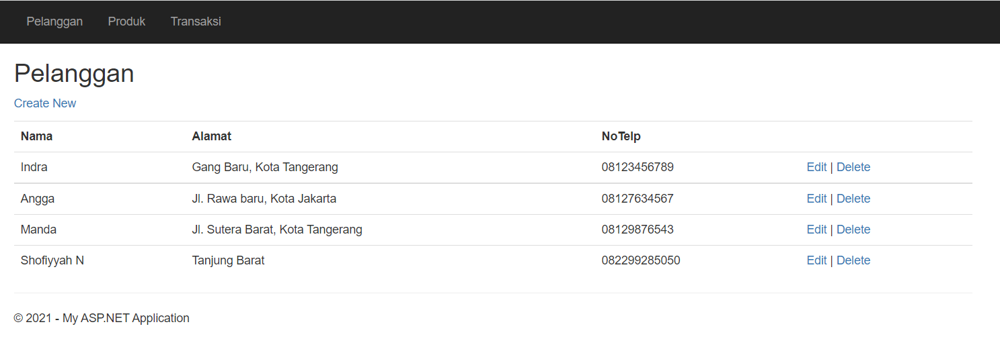 Pelanggan Produk Transaksi
Pelanggan
Create New
Nama Alamat NoTelp
Indra Gang Baru, Kota Tangerang 08123456789 Edit | Delete
Angga Jl. Rawa baru, Kota Jakarta 08127634567 Edit | Delete
Manda Jl. Sutera Barat, Kota Tangerang 08129876543 Edit | Delete
Shofiyyah N Tanjung Barat 082299285050 Edit | Delete
© 2021 - My ASP.NET Application